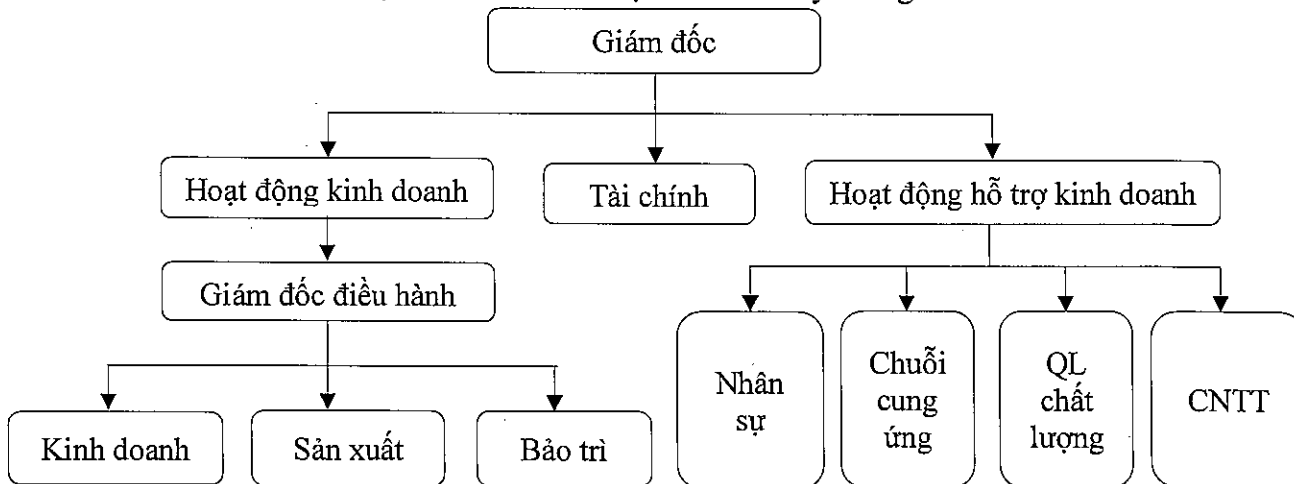 Giám đốc
Hoạt động kinh doanh
Tài chính
Hoạt động hỗ trợ kinh doanh
Giám đốc điều hành
Nhân
sự
Chuỗi
cung
ứng
QL
chất
lượng
CNTT
Kinh doanh
Sản xuất
Bảo trì